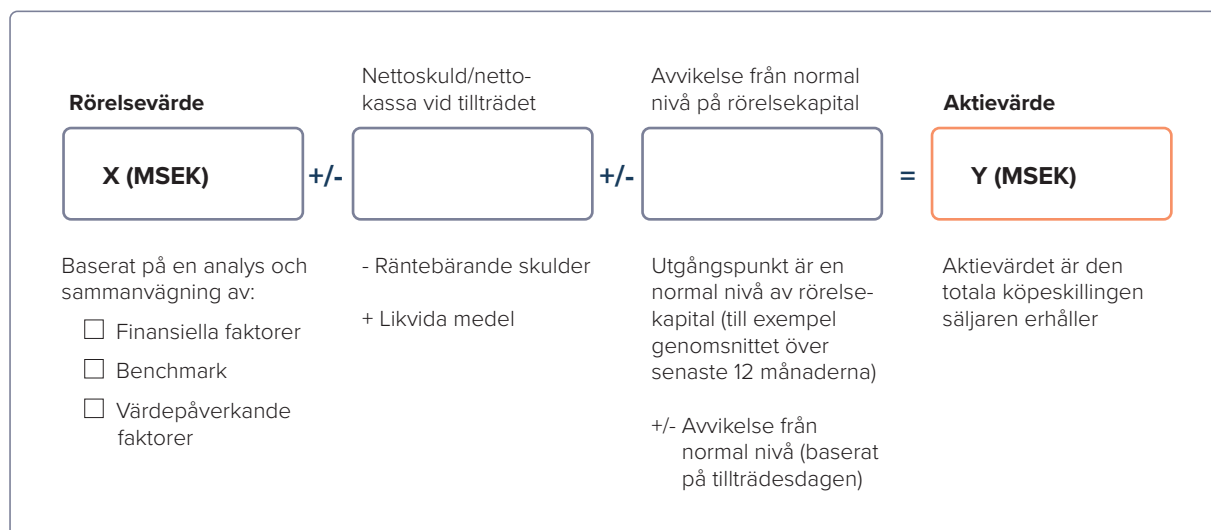 Rörelsevärde
Nettoskuld/netto-
kassa vid tillträdet
Avvikelse från normal
nivå på rörelsekapital
Aktievärde
X (MSEK)
+/-
+/-
=
Y (MSEK)
Baserat på en analys och
sammanvägning av:
Finansiella faktorer
Benchmark
Värdepåverkande
faktorer
- Räntebärande skulder
+ Likvida medel
Utgångspunkt är en
normal nivå av rörelse-
kapital (till exempel
genomsnittet över
senaste 12 månaderna)
+/- Avvikelse från
normal nivå (baserat
på tillträdesdagen)
Aktievärdet är den
totala köpeskillingen
säljaren erhåller